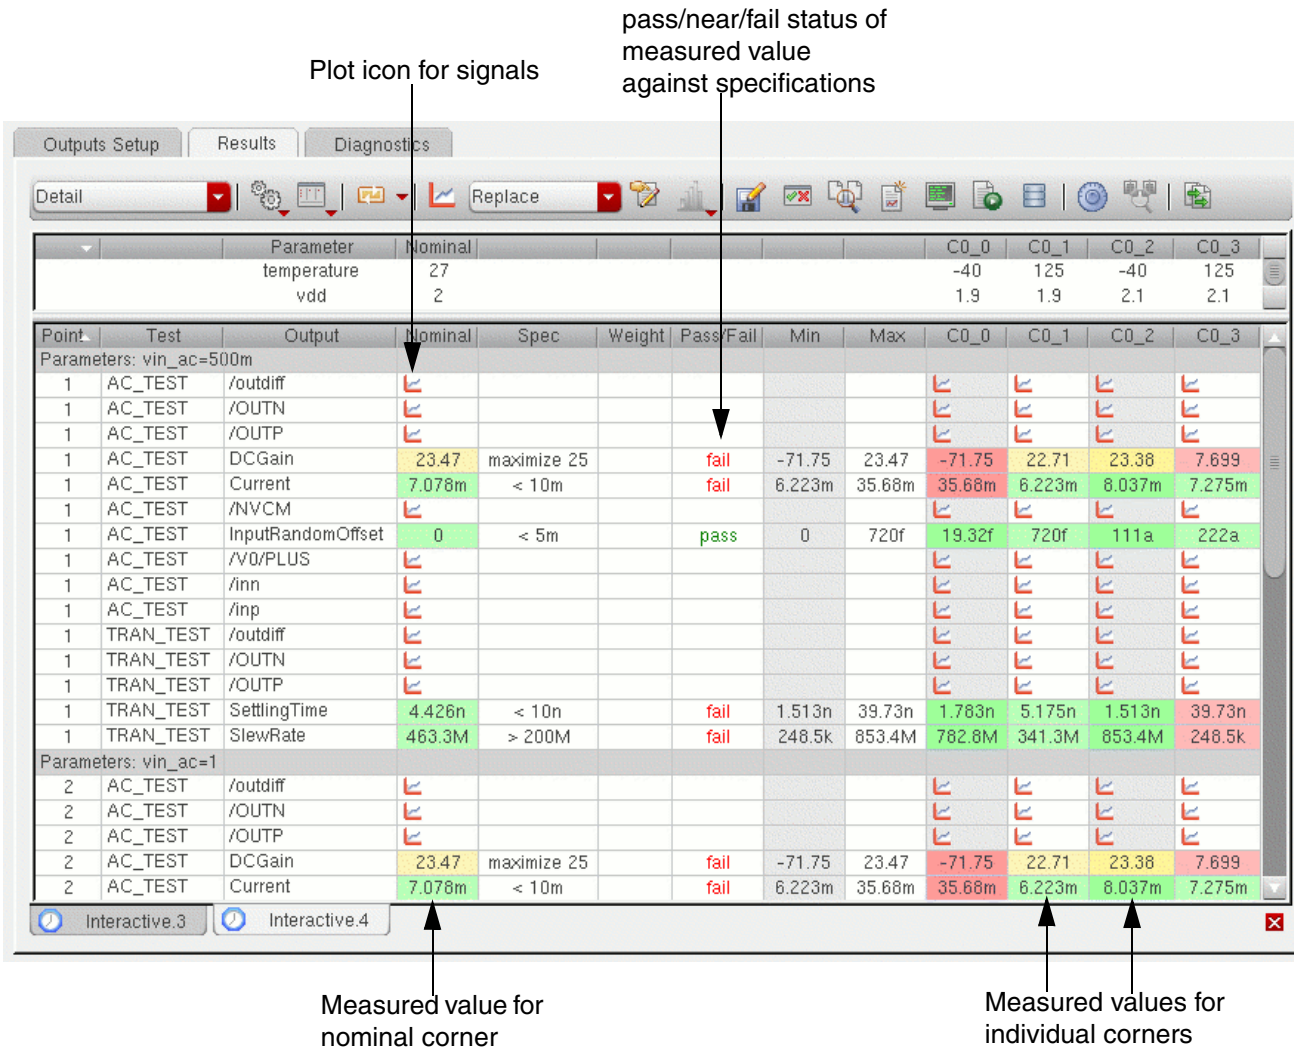 pass/near/fail status of
measured value
against specifications
Plot icon for signals
Outputs Setup Results Diagnostics
Detail Replace
Parameter Nominal C0_0 C0_1 C0_2 C0_3
temperature 27 -40 125 -40 125
vdd 2 1.9 1.9 2.1 2.1
Point Test Output Nominal Spec Weight Pass/Fail Min Max C0_0 C0_1 C0_2 C0_3
Parameters: vin_ac=500m
1 AC_TEST /outdiff
1 AC_TEST /OUTN
1 AC_TEST /OUTP
1 AC_TEST DCGain 23.47 maximize 25 fail -71.75 23.47 -71.75 22.71 23.38 7.699
1 AC_TEST Current 7.078m < 10m fail 6.223m 35.68m 35.68m 6.223m 8.037m 7.275m
1 AC_TEST /NVCM
1 AC_TEST InputRandomOffset 0 < 5m pass 0 720f 19.32f 720f 111a 222a
1 AC_TEST /V0/PLUS
1 AC_TEST /inn
1 AC_TEST /inp
1 TRAN_TEST /outdiff
1 TRAN_TEST /OUTN
1 TRAN_TEST /OUTP
1 TRAN_TEST SettlingTime 4.426n < 10n fail 1.513n 39.73n 1.783n 5.175n 1.513n 39.73n
1 TRAN_TEST SlewRate 463.3M > 200M fail 248.5k 853.4M 782.8M 341.3M 853.4M 248.5k
Parameters: vin_ac=1
2 AC_TEST /outdiff
2 AC_TEST /OUTN
2 AC_TEST /OUTP
2 AC_TEST DCGain 23.47 maximize 25 fail -71.75 23.47 -71.75 22.71 23.38 7.699
2 AC_TEST Current 7.078m < 10m fail 6.223m 35.68m 35.68m 6.223m 8.037m 7.275m
Interactive.3 Interactive.4
Measured value for
nominal corner
Measured values for
individual corners